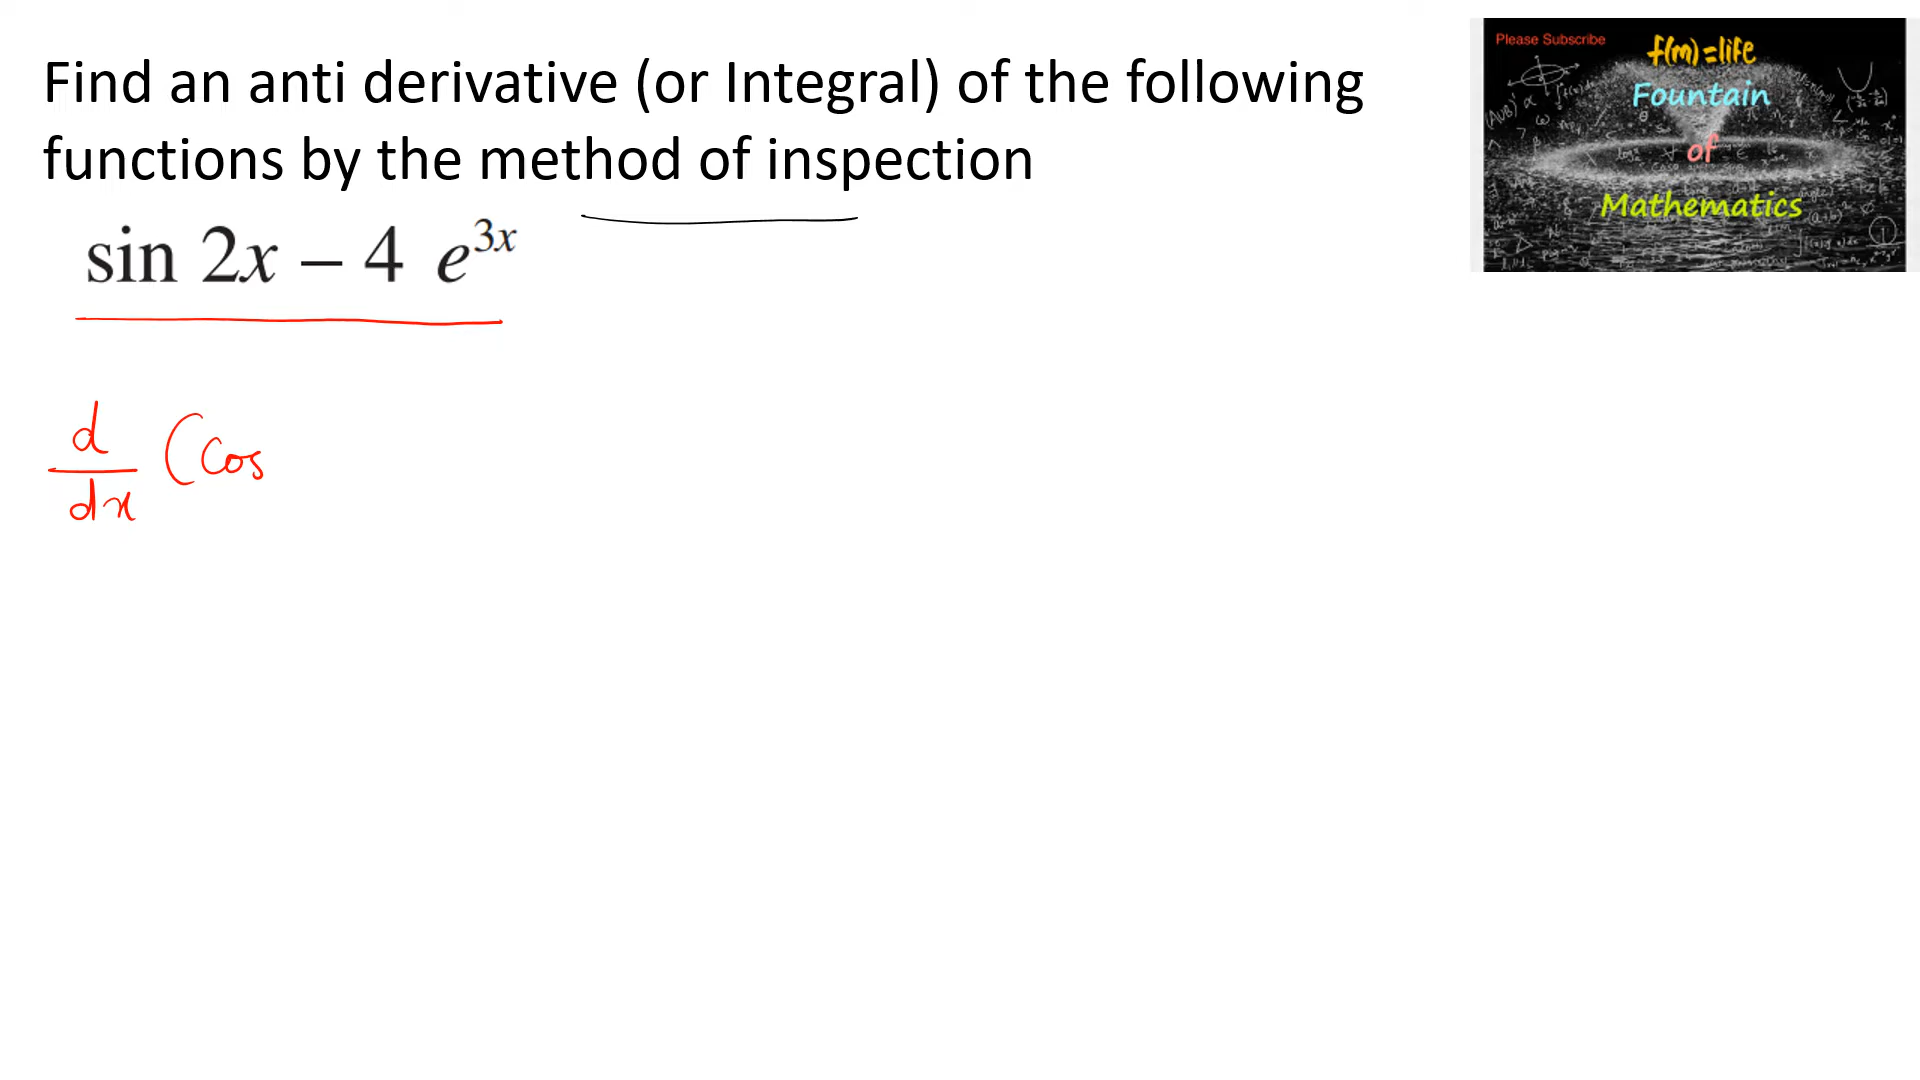 Find an anti derivative (or Integral) of the following
functions by the method of inspection
sin 2x – 4 e^{3x}
d
dx
(cos
Please Subscribe
f(m)=life
Fountain
of
Mathematics